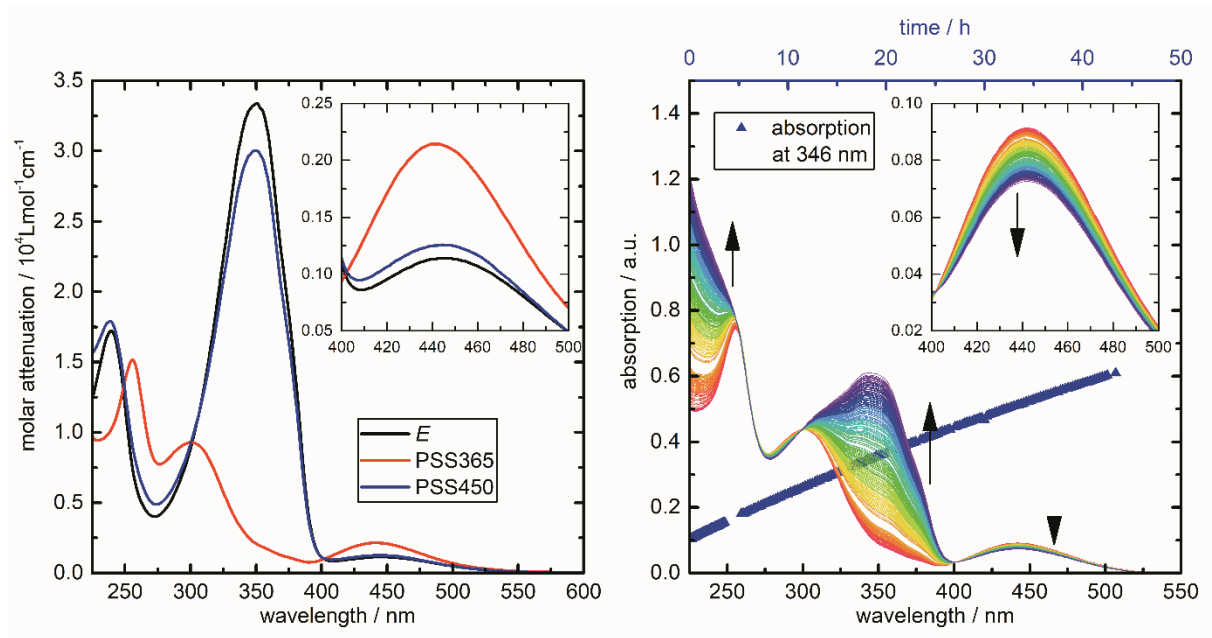 3.5
3.0
2.5
2.0
1.5
1.0
0.5
0.0
molar attenuation / 10⁴Lmol⁻¹cm⁻¹
250 300 350 400 450 500 550 600
wavelength / nm
0.25
0.20
0.15
0.10
0.05
400 420 440 460 480 500
E
PSS365
PSS450
time / h
0 10 20 30 40 50
1.4
1.2
1.0
0.8
0.6
0.4
0.2
0.0
absorption / a.u.
absorption
at 346 nm
0.10
0.08
0.06
0.04
0.02
400 420 440 460 480 500
250 300 350 400 450 500 550
wavelength / nm